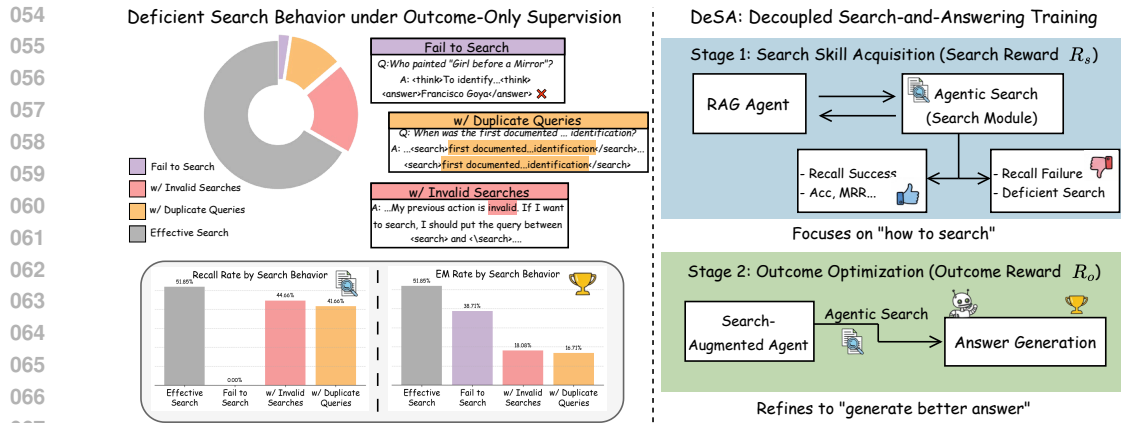 054
055
056
057
058
059
060
061
062
063
064
065
066
Deficient Search Behavior under Outcome-Only Supervision
Fail to Search
Q:Who painted "Girl before a Mirror"?
A: <think>To identify...<think>
<answer>Francisco Goya</answer>
w/ Duplicate Queries
Q: When was the first documented ... identification?
A: ...<search>first documented...identification</search>...
<search>first documented...identification</search>
w/ Invalid Searches
A: ...My previous action is invalid. If I want
to search, I should put the query between
<search> and <\search>....
Fail to Search
w/ Invalid Searches
w/ Duplicate Queries
Effective Search
Recall Rate by Search Behavior
51.85%
0.00%
44.66%
41.66%
Effective Search
Fail to Search
w/ Invalid Searches
w/ Duplicate Queries
EM Rate by Search Behavior
51.85%
38.71%
18.08%
16.71%
Effective Search
Fail to Search
w/ Invalid Searches
w/ Duplicate Queries
DeSA: Decoupled Search-and-Answering Training
Stage 1: Search Skill Acquisition (Search Reward Rs)
RAG Agent
Agentic Search
(Search Module)
- Recall Success
- Acc, MRR...
- Recall Failure
- Deficient Search
Focuses on "how to search"
Stage 2: Outcome Optimization (Outcome Reward Ro)
Search-
Augmented Agent
Agentic Search
Answer Generation
Refines to "generate better answer"